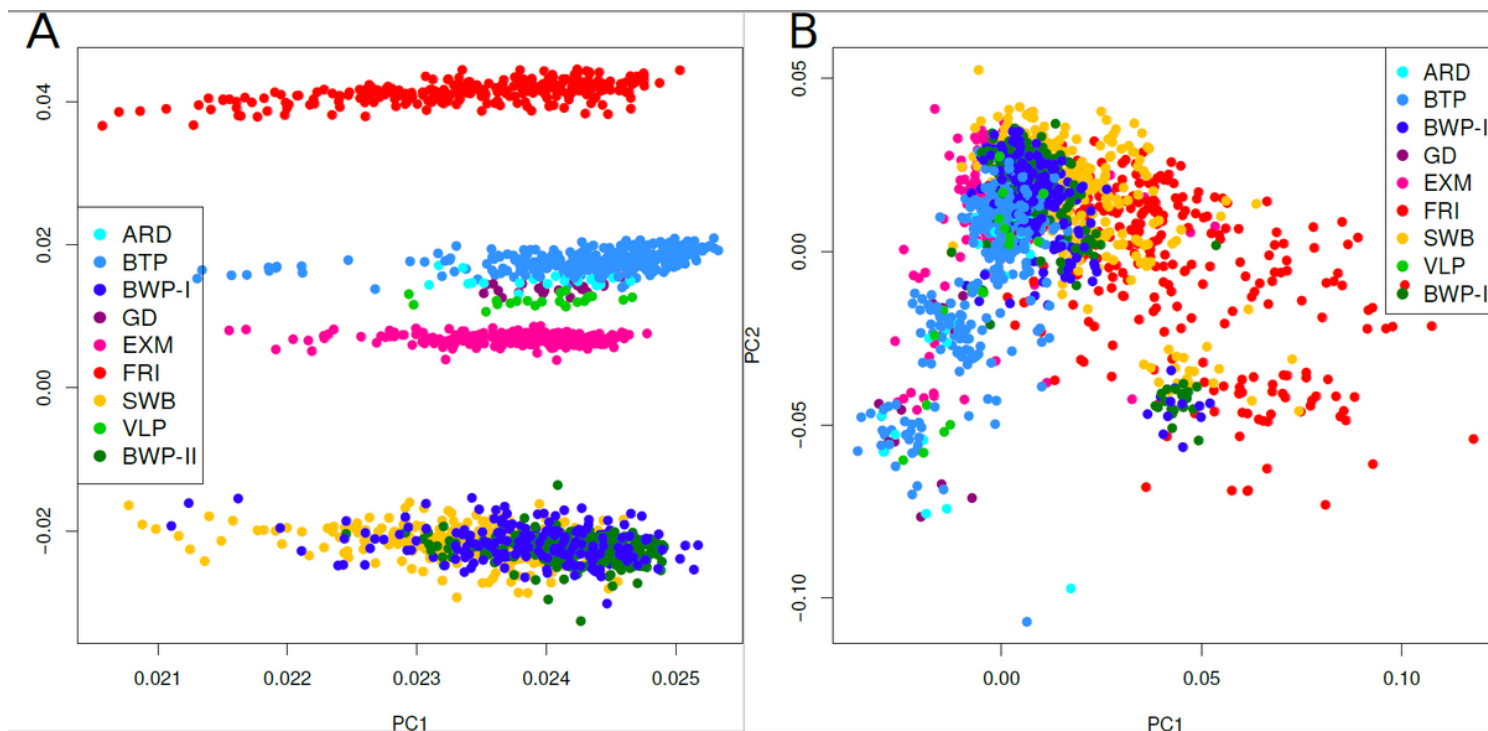 A
0.04
0.02
0.00
−0.02
ARD
BTP
BWP-I
GD
EXM
FRI
SWB
VLP
BWP-II
0.021
0.022
0.023
0.024
0.025
PC1
B
PC2
0.05
0.00
−0.05
−0.10
ARD
BTP
BWP-I
GD
EXM
FRI
SWB
VLP
BWP-I
0.00
0.05
0.10
PC1